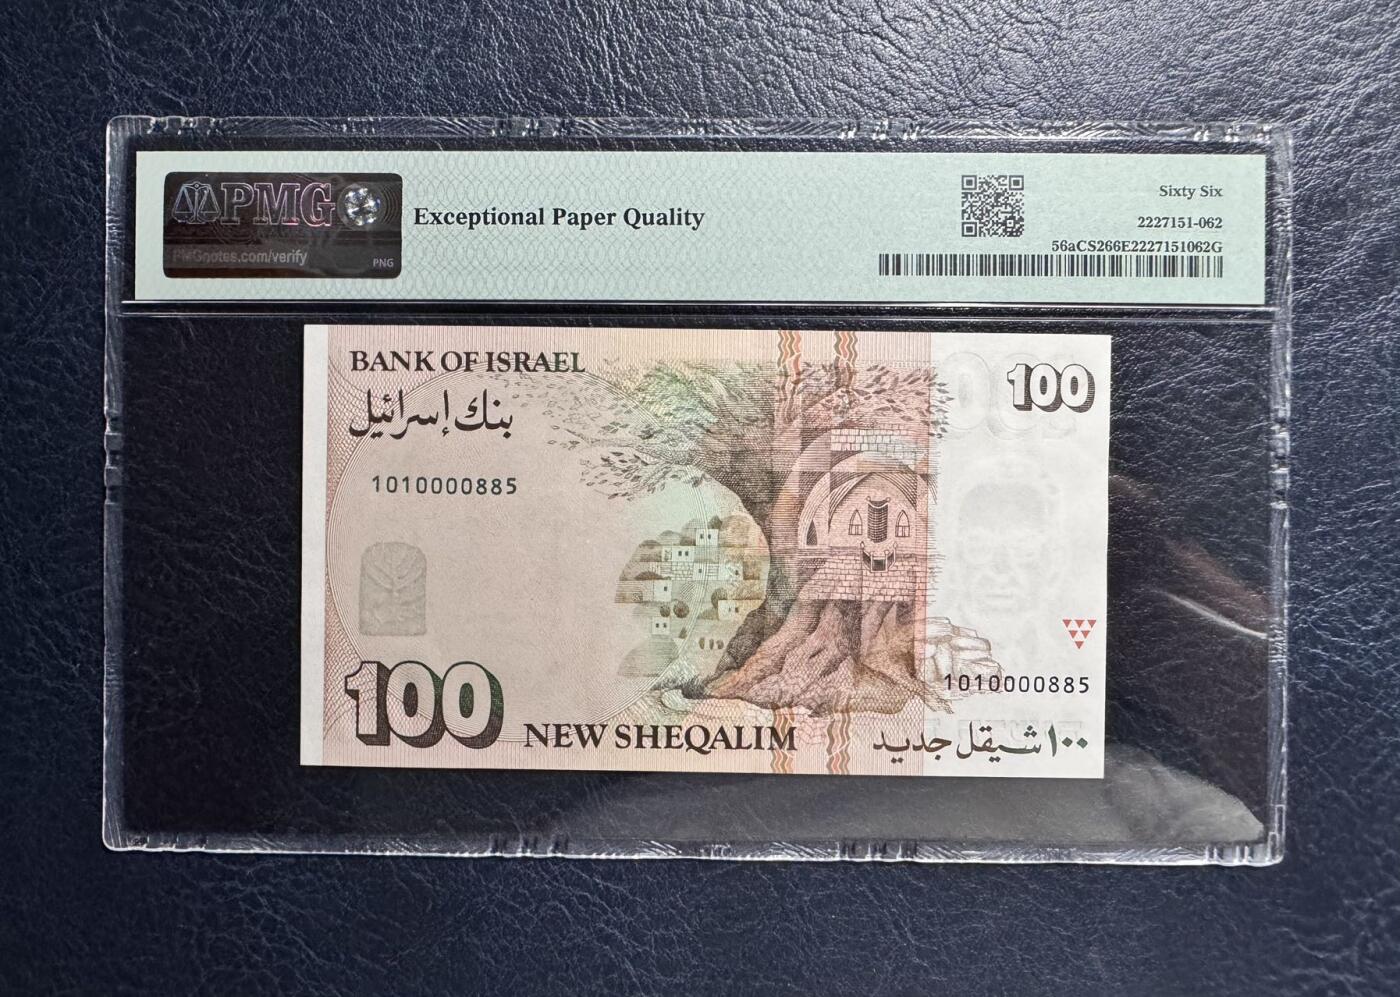 PMG
PMGnotes.com/verify
PNG
Exceptional Paper Quality
Sixty Six
2227151-062
56aCS266E2227151062G
BANK OF ISRAEL
بنك إسرائيل
100
1010000885
100
NEW SHEQALIM
1010000885
١٠٠ شيقل جديد